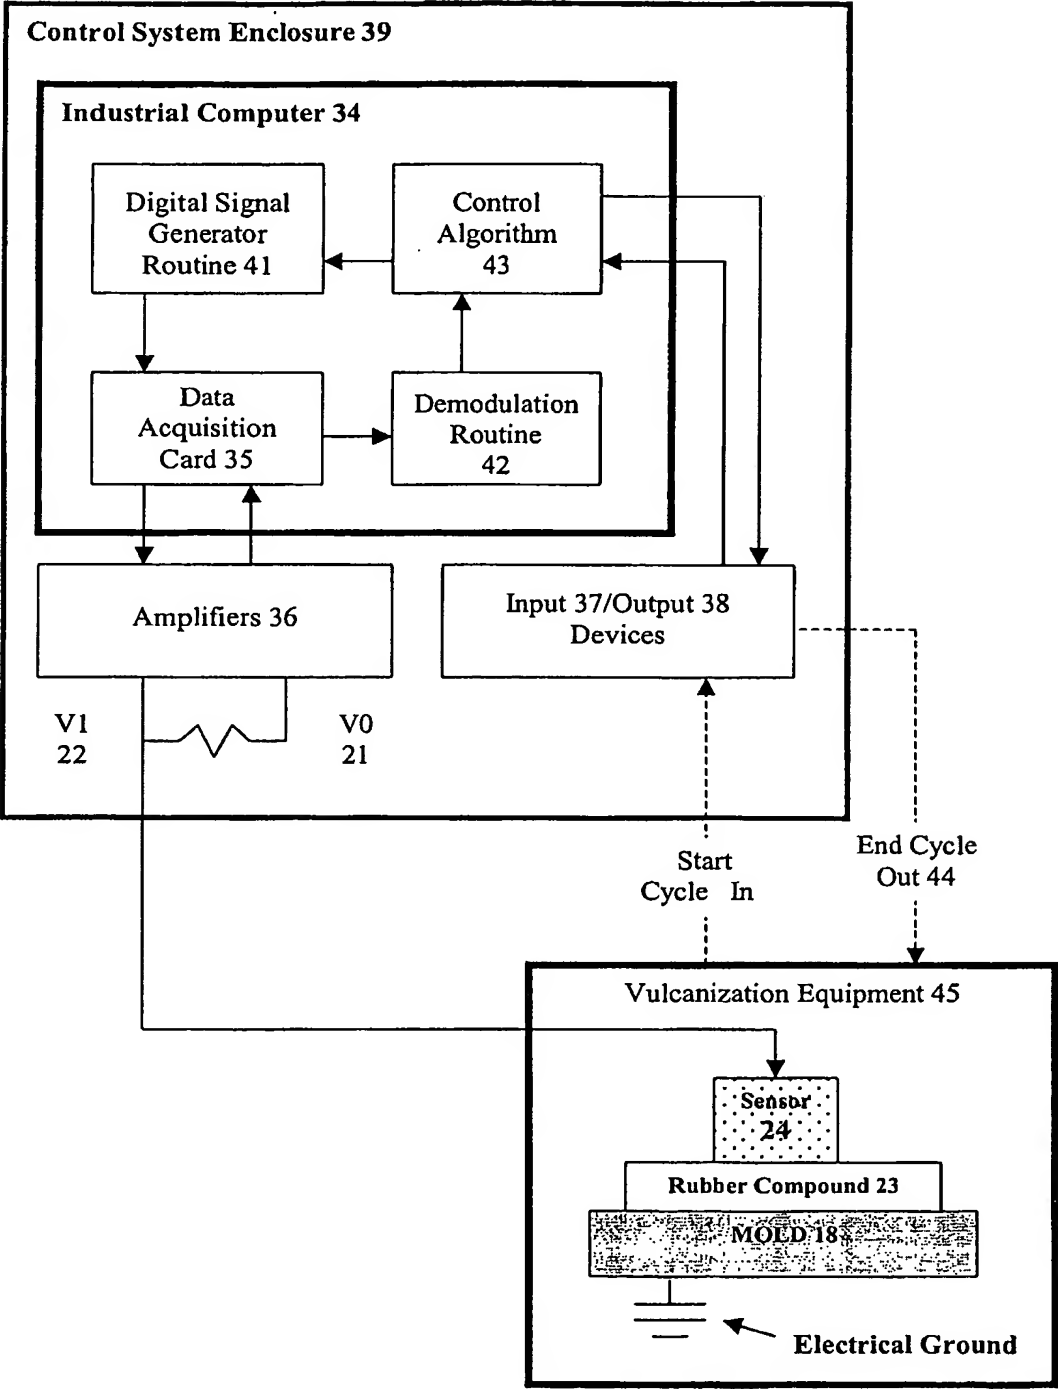 Control System Enclosure 39
Industrial Computer 34
Digital Signal
Generator
Routine 41
Control
Algorithm
43
Data
Acquisition
Card 35
Demodulation
Routine
42
Amplifiers 36
Input 37/Output 38
Devices
V1
22
V0
21
Start
Cycle In
End Cycle
Out 44
Vulcanization Equipment 45
Sensor
24
Rubber Compound 23
MOLD 18
Electrical Ground